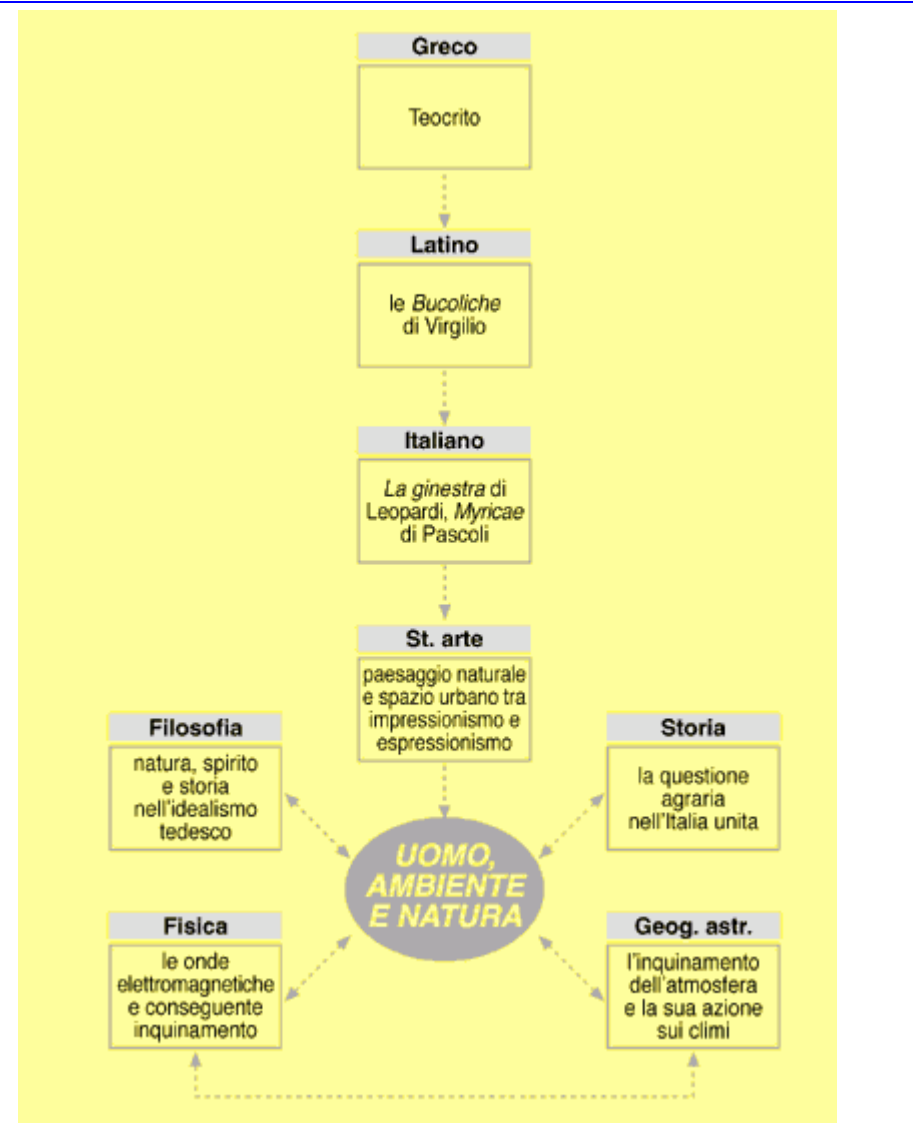 Greco
Teocrito
Latino
le Bucoliche
di Virgilio
Italiano
La ginestra di
Leopardi, Myricae
di Pascoli
St. arte
paesaggio naturale
e spazio urbano tra
impressionismo e
espressionismo
Filosofia
natura, spirito
e storia
nell'idealismo
tedesco
Storia
la questione
agraria
nell'Italia unita
UOMO,
AMBIENTE
E NATURA
Fisica
le onde
elettromagnetiche
e conseguente
inquinamento
Geog. astr.
l'inquinamento
dell'atmosfera
e la sua azione
sui climi